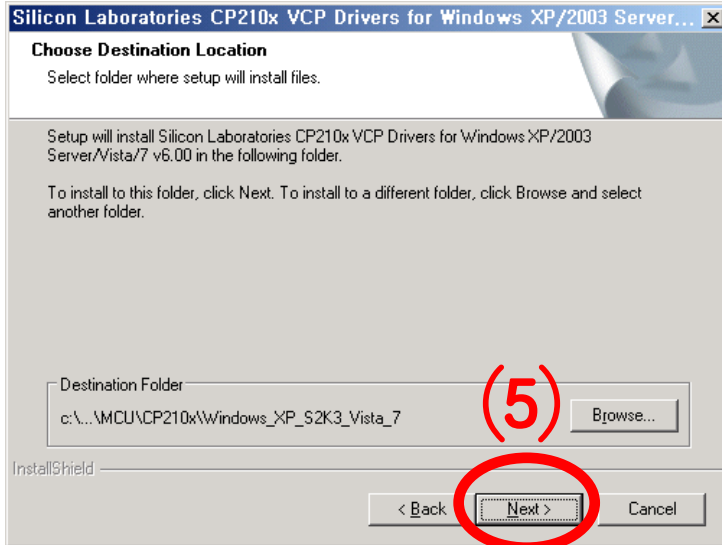 Silicon Laboratories CP210x VCP Drivers for Windows XP/2003 Server...
Choose Destination Location
Select folder where setup will install files.
Setup will install Silicon Laboratories CP210x VCP Drivers for Windows XP/2003
Server/Vista/7 v6.00 in the following folder.
To install to this folder, click Next. To install to a different folder, click Browse and select
another folder.
Destination Folder
c:\...\MCU\CP210x\Windows_XP_S2K3_Vista_7
(5)
Browse...
InstallShield
< Back
Next >
Cancel